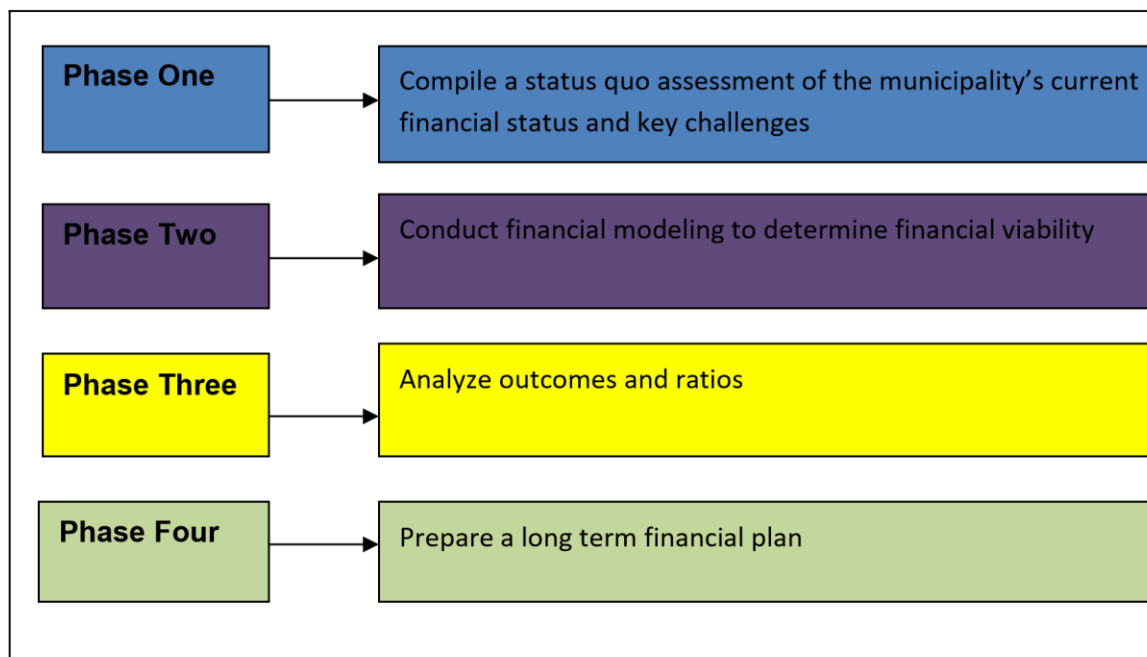 Phase One
Compile a status quo assessment of the municipality’s current
financial status and key challenges
Phase Two
Conduct financial modeling to determine financial viability
Phase Three
Analyze outcomes and ratios
Phase Four
Prepare a long term financial plan